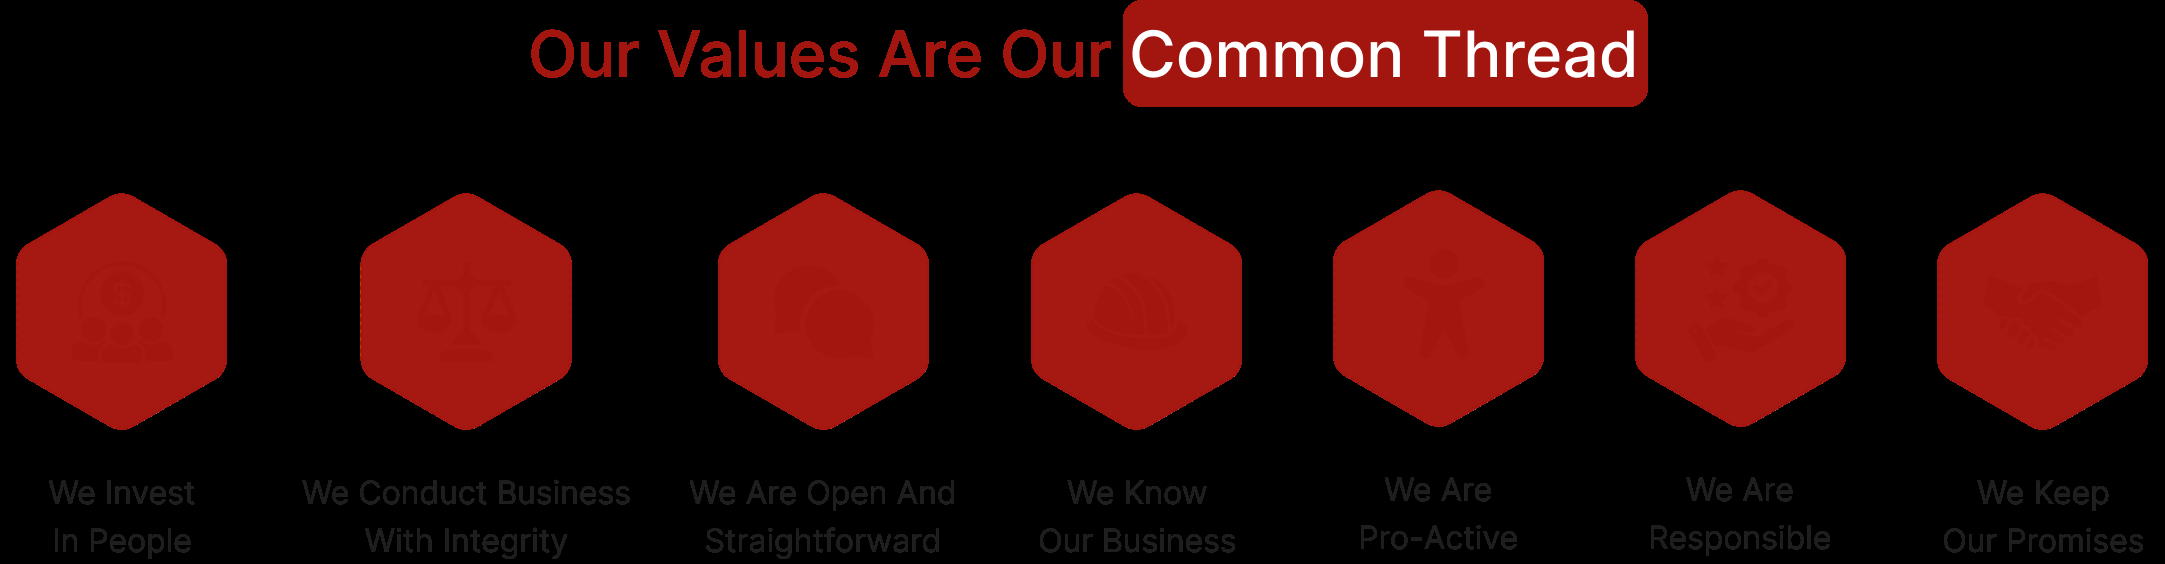 Our Values Are Our Common Thread
We Invest
In People
We Conduct Business
With Integrity
We Are Open And
Straightforward
We Know
Our Business
We Are
Pro-Active
We Are
Responsible
We Keep
Our Promises